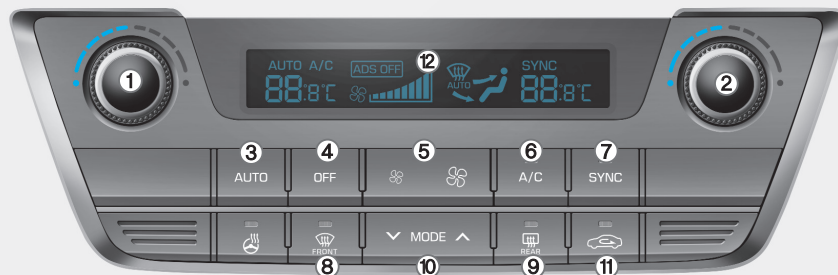 ① ②
⑫
AUTO A/C ADS OFF AUTO SYNC
88:8°C 88:8°C
③ ④ ⑤ ⑥ ⑦
AUTO OFF A/C SYNC
FRONT MODE REAR
⑧ ⑩ ⑨ ⑪